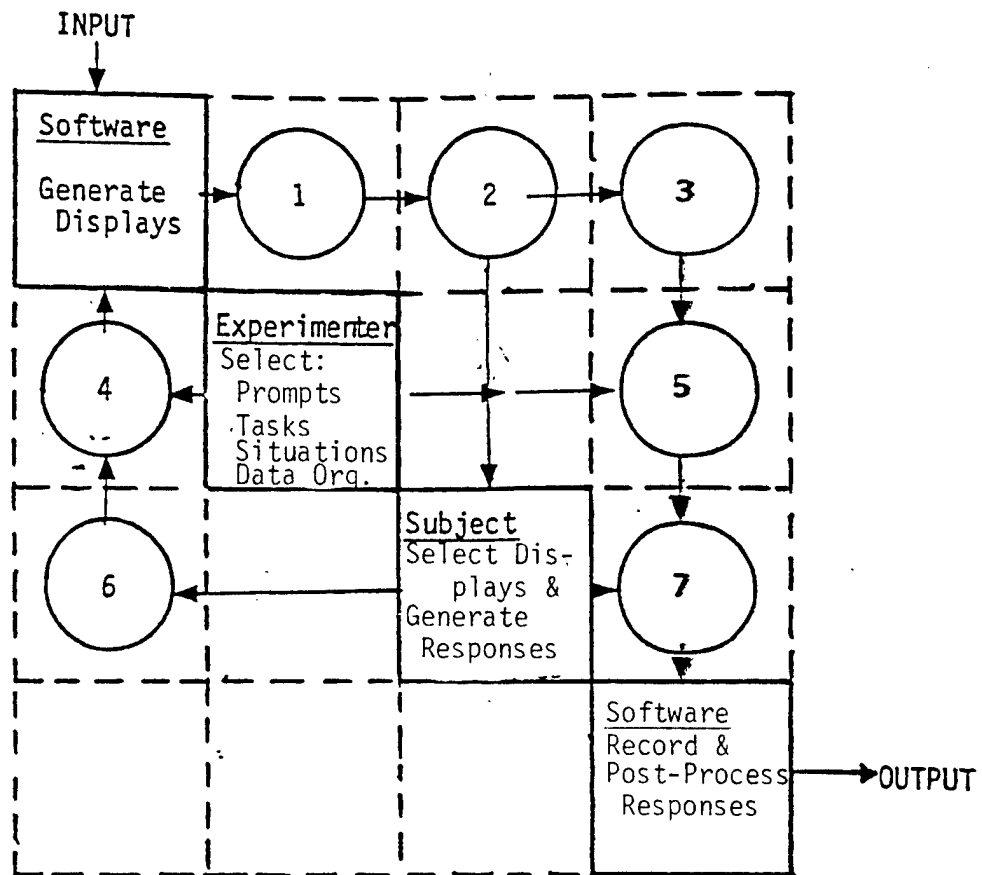 INPUT
Software
Generate
Displays
1
2
3
Experimenter
Select:
Prompts
Tasks
Situations
Data Org.
4
5
Subject
Select Dis-
plays &
Generate
Responses
6
7
Software
Record &
Post-Process
Responses
OUTPUT